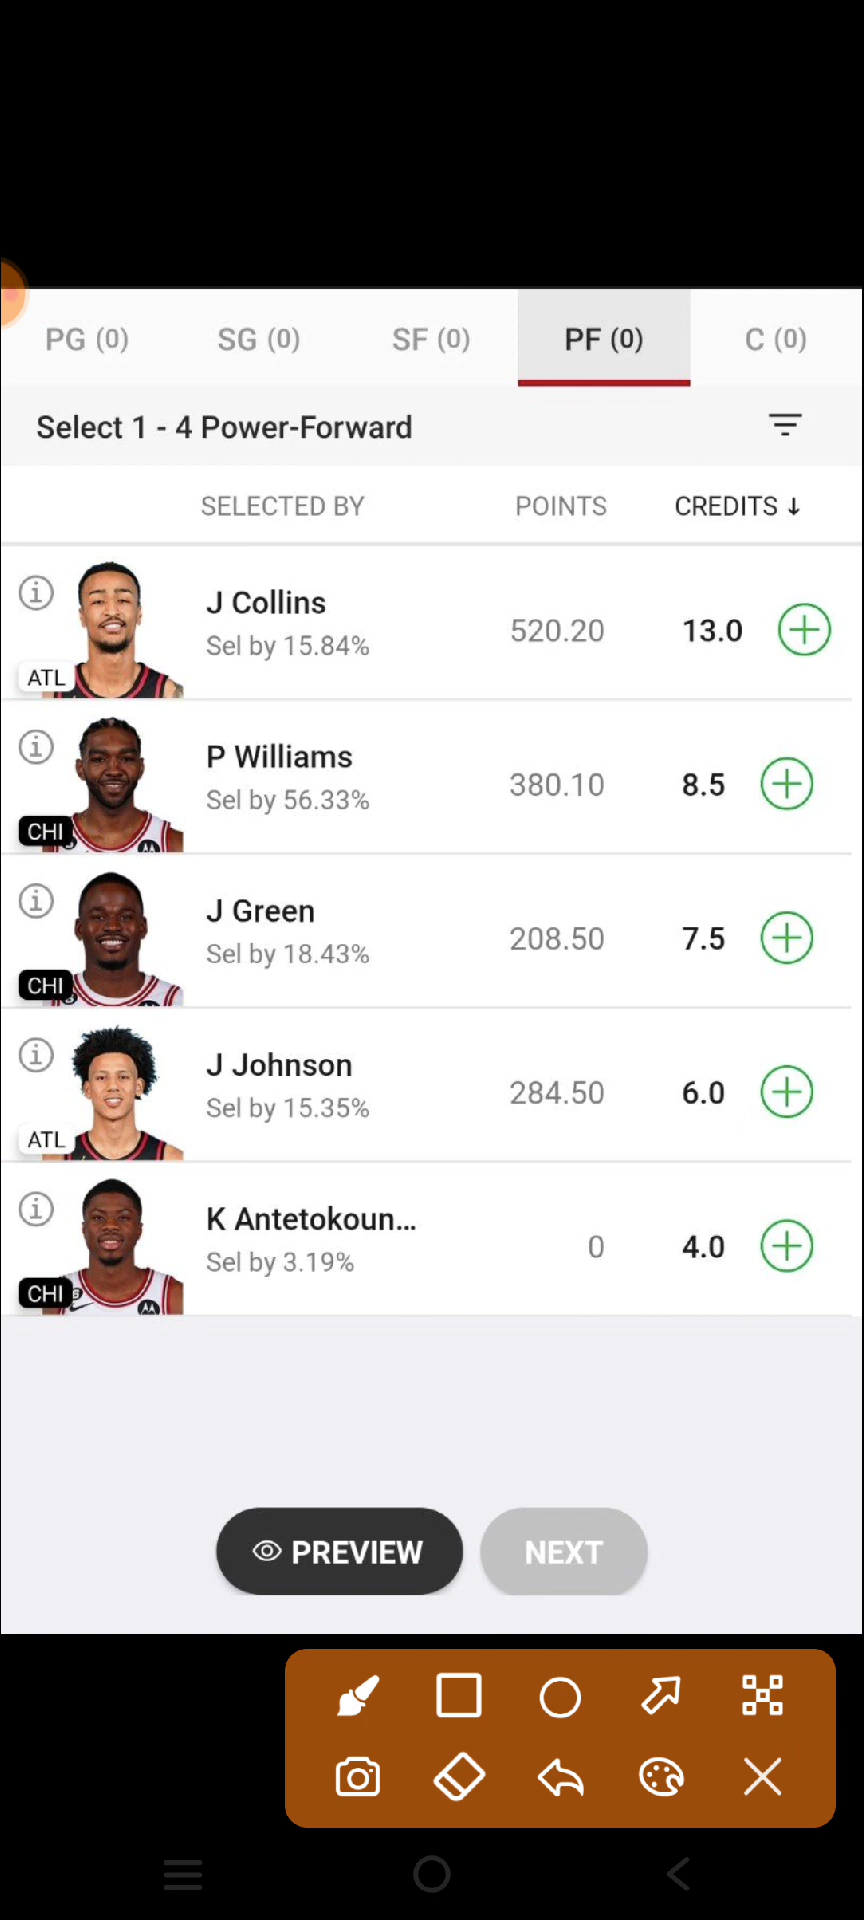 PG (0) SG (0) SF (0) PF (0) C (0)
Select 1 - 4 Power-Forward
SELECTED BY POINTS CREDITS ↓
J Collins
Sel by 15.84% 520.20 13.0
ATL
P Williams
Sel by 56.33% 380.10 8.5
CHI
J Green
Sel by 18.43% 208.50 7.5
CHI
J Johnson
Sel by 15.35% 284.50 6.0
ATL
K Antetokoun...
Sel by 3.19% 0 4.0
CHI
PREVIEW NEXT